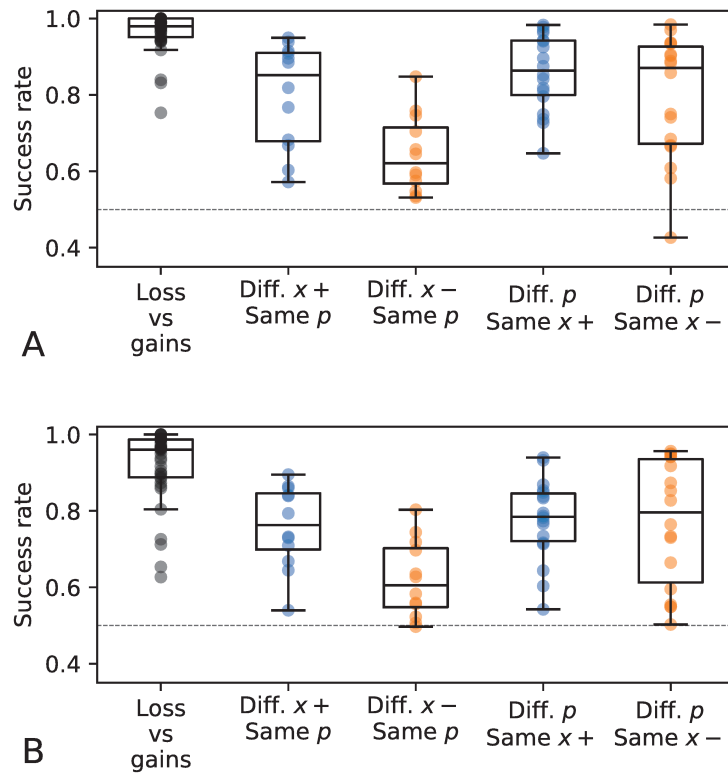 1.0
0.8
0.6
0.4
Success rate
Loss
vs
gains
Diff. x+
Same p
Diff. x−
Same p
Diff. p
Same x+
Diff. p
Same x−
A
1.0
0.8
0.6
0.4
Success rate
Loss
vs
gains
Diff. x+
Same p
Diff. x−
Same p
Diff. p
Same x+
Diff. p
Same x−
B